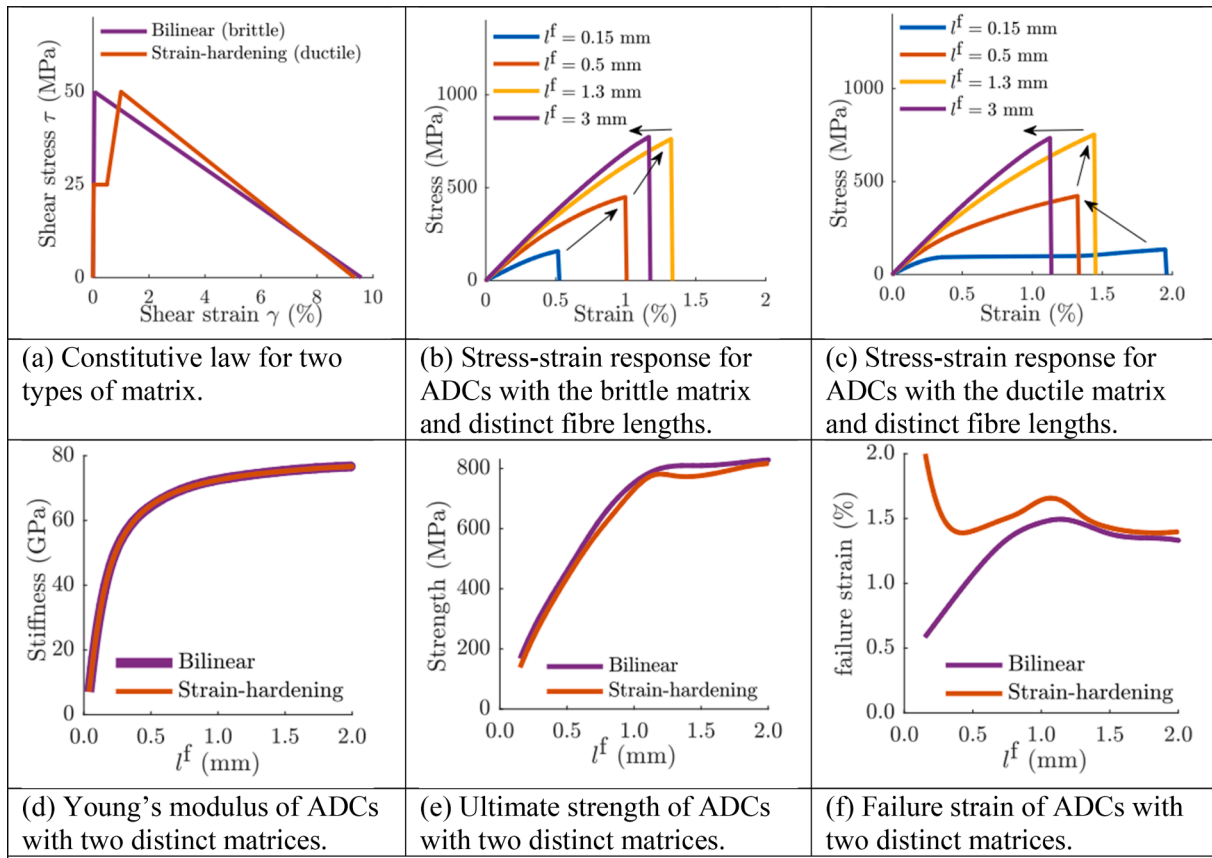 Bilinear (brittle)
Strain-hardening (ductile)
Shear stress τ (MPa)
50
25
0
0
2
4
6
8
10
Shear strain γ (%)
(a) Constitutive law for two
types of matrix.
l^f = 0.15 mm
l^f = 0.5 mm
l^f = 1.3 mm
l^f = 3 mm
Stress (MPa)
1000
500
0
0
0.5
1
1.5
2
Strain (%)
(b) Stress-strain response for
ADCs with the brittle matrix
and distinct fibre lengths.
l^f = 0.15 mm
l^f = 0.5 mm
l^f = 1.3 mm
l^f = 3 mm
Stress (MPa)
1000
500
0
0.0
0.5
1.0
1.5
2.0
Strain (%)
(c) Stress-strain response for
ADCs with the ductile matrix
and distinct fibre lengths.
Stiffness (GPa)
80
60
40
20
0
Bilinear
Strain-hardening
0.0
0.5
1.0
1.5
2.0
l^f (mm)
(d) Young's modulus of ADCs
with two distinct matrices.
Strength (MPa)
800
600
400
200
0
Bilinear
Strain-hardening
0.0
0.5
1.0
1.5
2.0
l^f (mm)
(e) Ultimate strength of ADCs
with two distinct matrices.
failure strain (%)
2.0
1.5
1.0
0.5
0.0
Bilinear
Strain-hardening
0.0
0.5
1.0
1.5
2.0
l^f (mm)
(f) Failure strain of ADCs with
two distinct matrices.